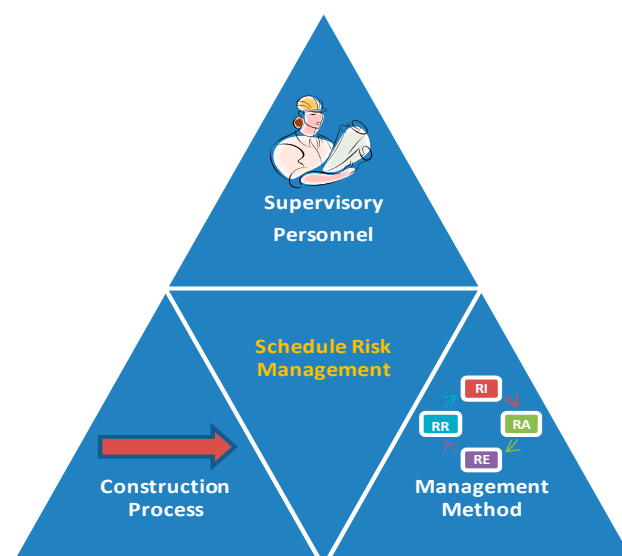 Supervisory
Personnel
Schedule Risk
Management
RI
RR
RA
RE
Construction
Process
Management
Method